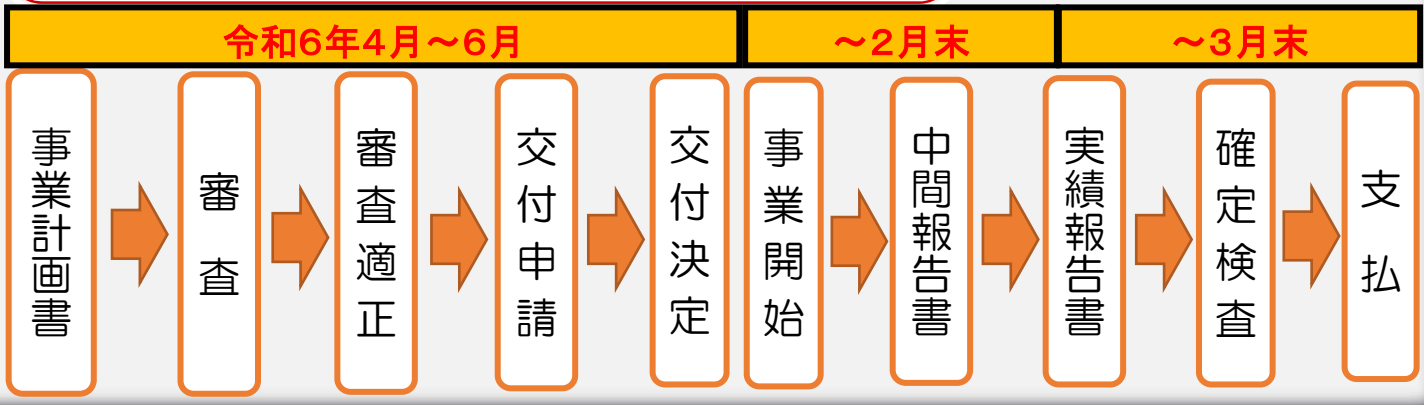 令和6年4月～6月
～2月末
～3月末
事業計画書
審査
審査適正
交付申請
交付決定
事業開始
中間報告書
実績報告書
確定検査
支払